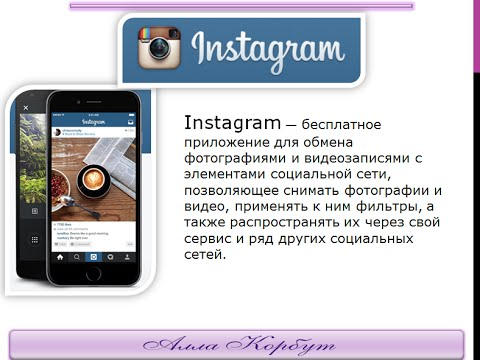 Instagram
Instagram
Instagram — бесплатное
приложение для обмена
фотографиями и видеозаписями с
элементами социальной сети,
позволяющее снимать фотографии и
видео, применять к ним фильтры, а
также распространять их через свой
сервис и ряд других социальных
сетей.
Алла Корбут